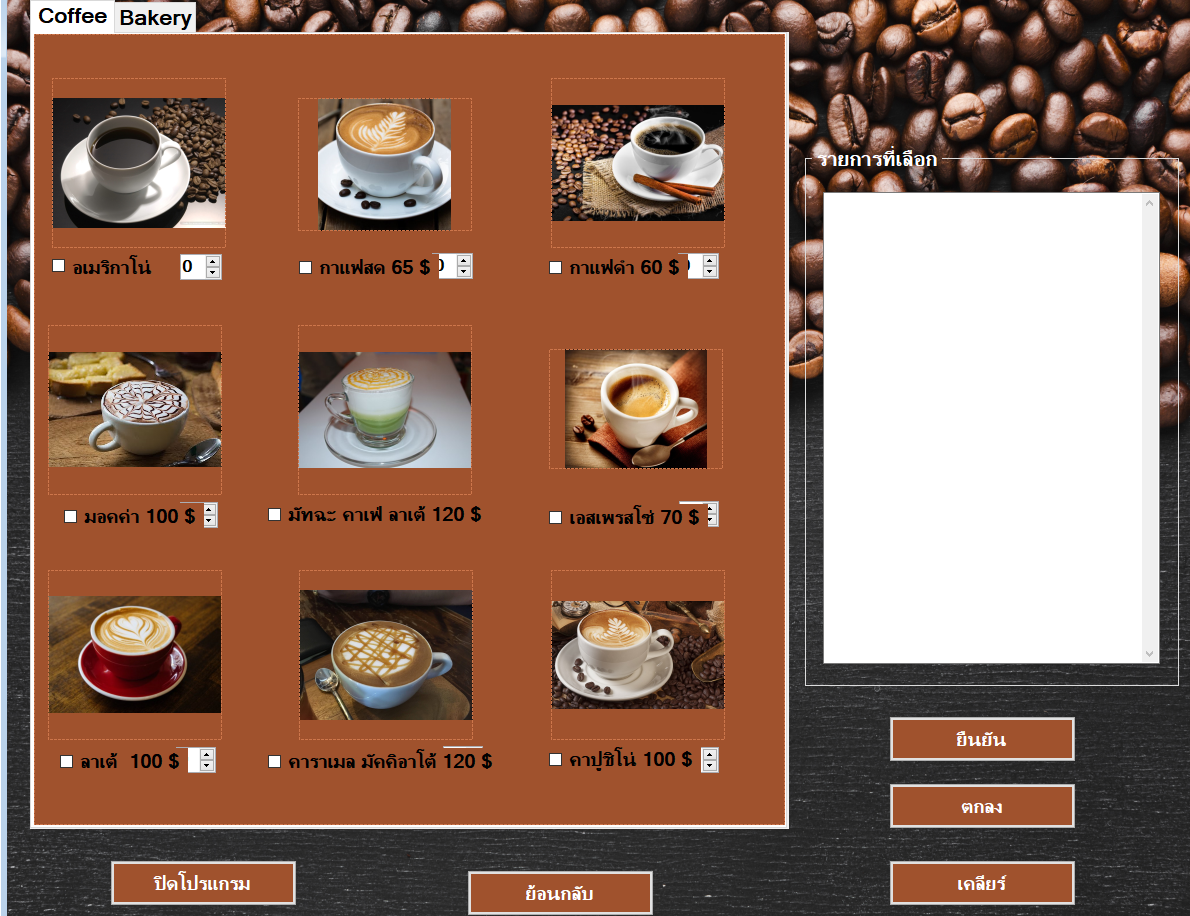 Coffee
Bakery
รายการที่เลือก
อเมริกาโน่
0
กาแฟสด 65 $
กาแฟดำ 60 $
มอคค่า 100 $
มัทฉะ คาเฟ่ ลาเต้ 120 $
เอสเพรสโซ่ 70 $
ลาเต้ 100 $
คาราเมล มัคคิอาโต้ 120 $
คาปูชิโน่ 100 $
ยืนยัน
ตกลง
ปิดโปรแกรม
ย้อนกลับ
เคลียร์